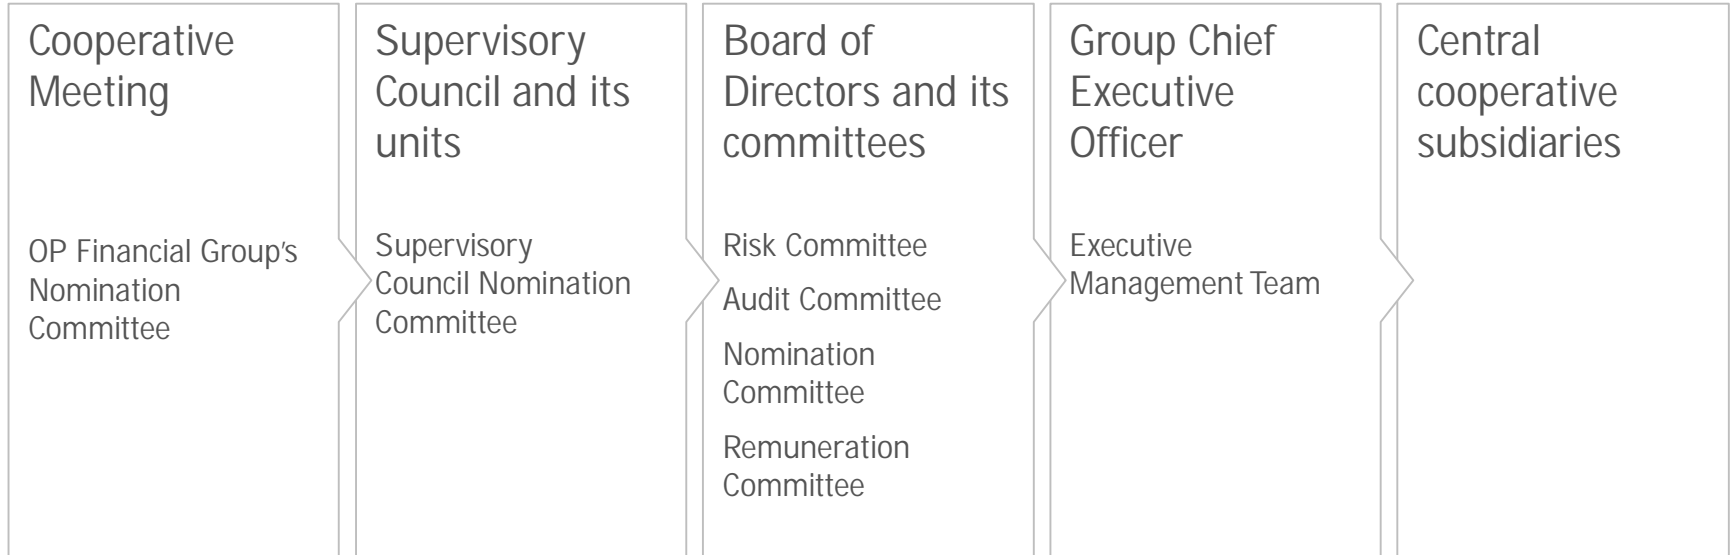 Cooperative
Meeting
OP Financial Group's
Nomination
Committee
Supervisory
Council and its
units
Supervisory
Council Nomination
Committee
Board of
Directors and its
committees
Risk Committee
Audit Committee
Nomination
Committee
Remuneration
Committee
Group Chief
Executive
Officer
Executive
Management Team
Central
cooperative
subsidiaries